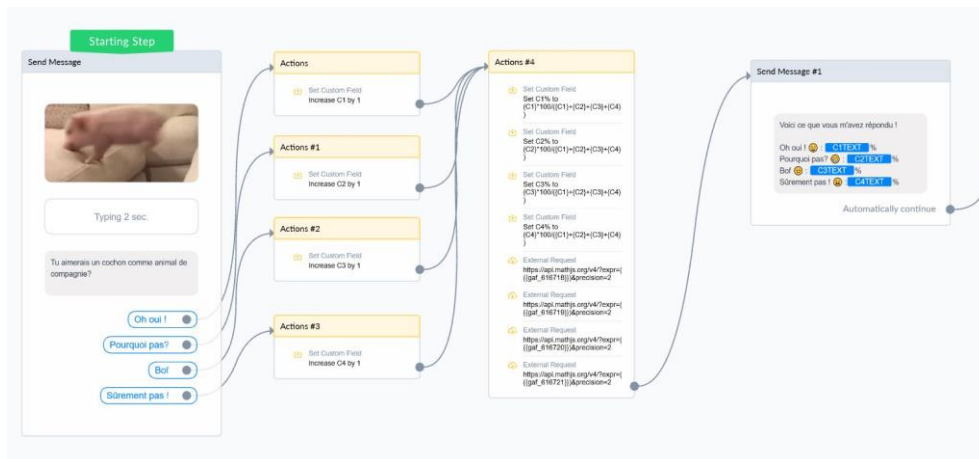 Starting Step
Send Message
Typing 2 sec.
Tu aimerais un cochon comme animal de
compagnie?
Oh oui !
Pourquoi pas?
Bof
Sûrement pas !
Actions
Set Custom Field
Increase C1 by 1
Actions #1
Set Custom Field
Increase C2 by 1
Actions #2
Set Custom Field
Increase C3 by 1
Actions #3
Set Custom Field
Increase C4 by 1
Actions #4
Set Custom Field
Set C1% to
{C1}*100/({C1}+{C2}+{C3}+{C4}
)
Set Custom Field
Set C2% to
{C2}*100/({C1}+{C2}+{C3}+{C4}
)
Set Custom Field
Set C3% to
{C3}*100/({C1}+{C2}+{C3}+{C4}
)
Set Custom Field
Set C4% to
{C4}*100/({C1}+{C2}+{C3}+{C4}
)
External Request
https://api.mathjs.org/v4/?expr=(
{{gaf_616718}})&precision=2
External Request
https://api.mathjs.org/v4/?expr=(
{{gaf_616719}})&precision=2
External Request
https://api.mathjs.org/v4/?expr=(
{{gaf_616720}})&precision=2
External Request
https://api.mathjs.org/v4/?expr=(
{{gaf_616721}})&precision=2
Send Message #1
Voici ce que vous m'avez répondu !
Oh oui ! 😀 : C1TEXT %
Pourquoi pas? 🙂 : C2TEXT %
Bof 😕 : C3TEXT %
Sûrement pas ! 😫 : C4TEXT %
Automatically continue